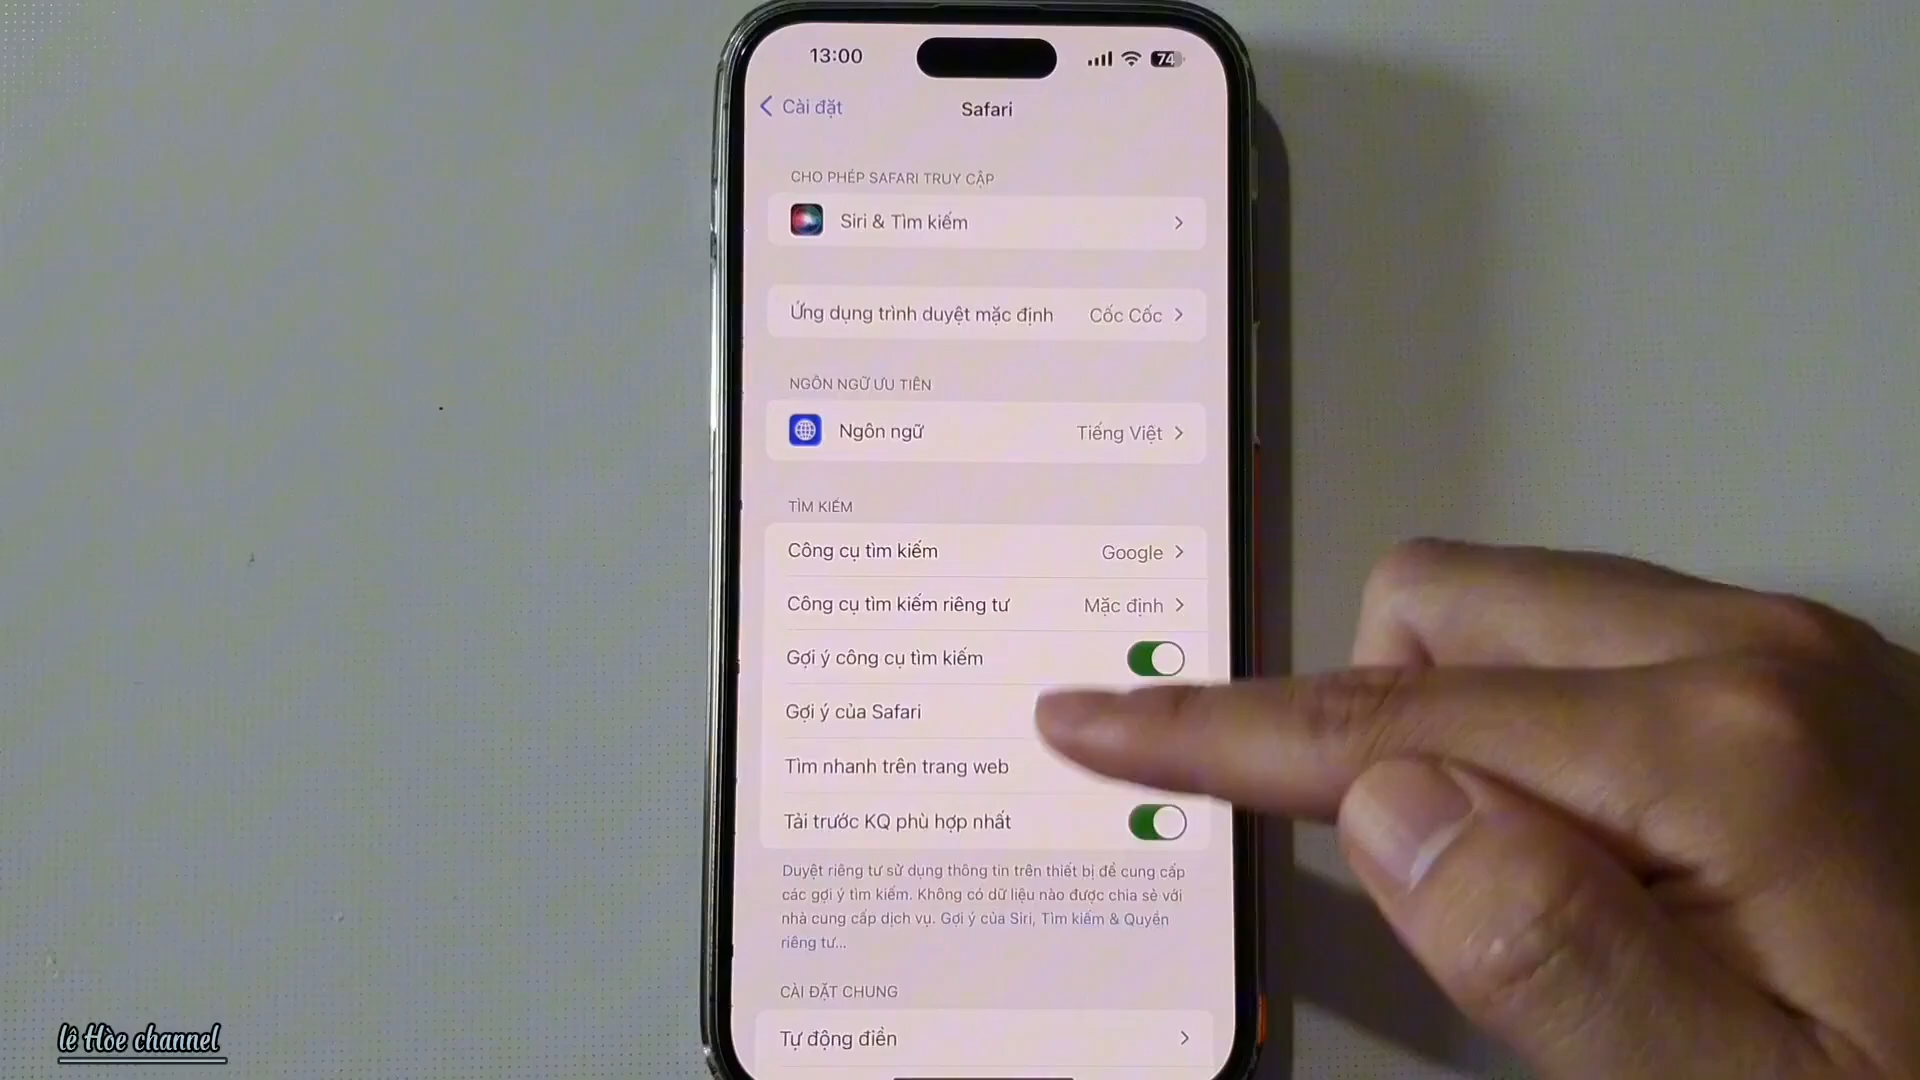 13:00
74
Cài đặt
Safari
CHO PHÉP SAFARI TRUY CẬP
Siri & Tìm kiếm
Ứng dụng trình duyệt mặc định Cốc Cốc
NGÔN NGỮ ƯU TIÊN
Ngôn ngữ Tiếng Việt
TÌM KIẾM
Công cụ tìm kiếm Google
Công cụ tìm kiếm riêng tư Mặc định
Gợi ý công cụ tìm kiếm
Gợi ý của Safari
Tìm nhanh trên trang web
Tải trước KQ phù hợp nhất
Duyệt riêng tư sử dụng thông tin trên thiết bị để cung cấp
các gợi ý tìm kiếm. Không có dữ liệu nào được chia sẻ với
nhà cung cấp dịch vụ. Gợi ý của Siri, Tìm kiếm & Quyền
riêng tư...
CÀI ĐẶT CHUNG
Tự động điền
lê Hòe channel